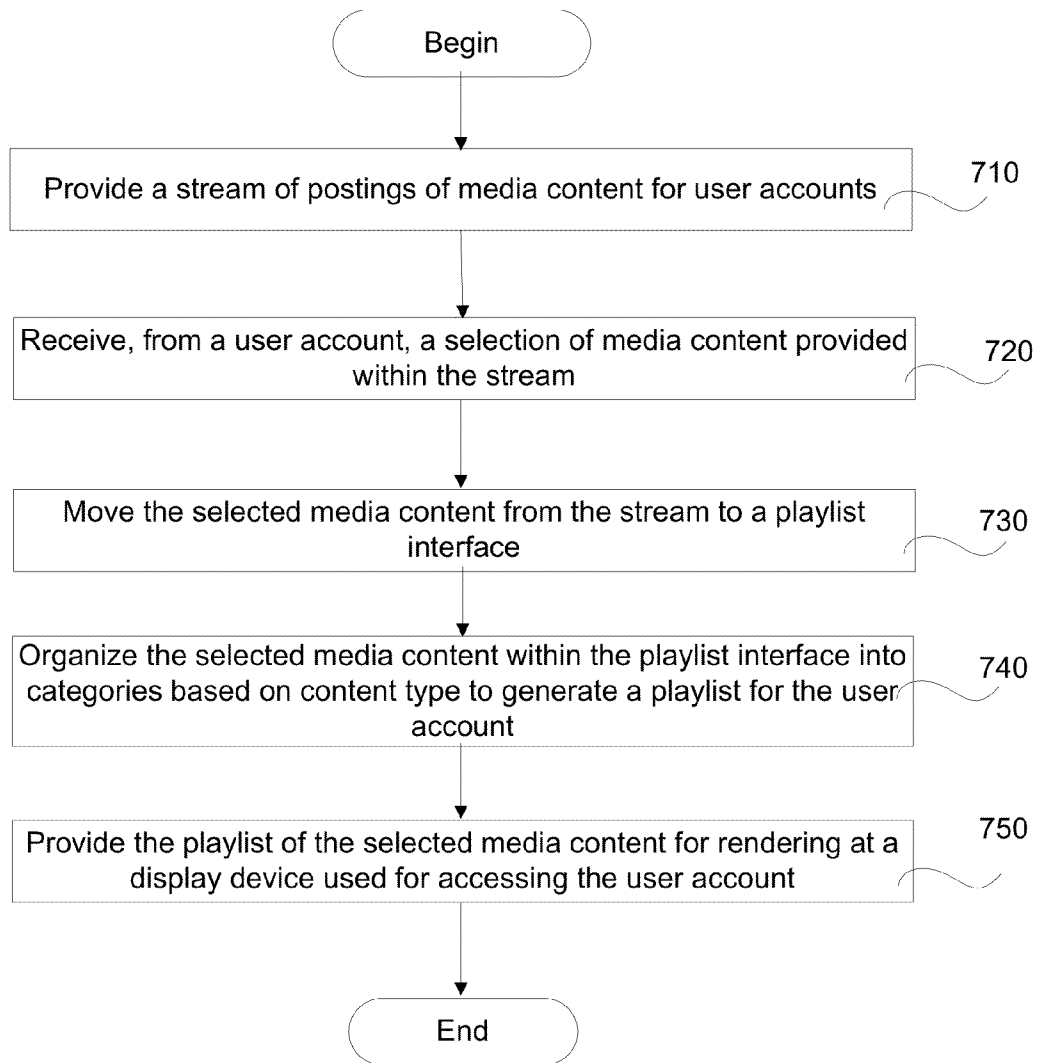 Begin
Provide a stream of postings of media content for user accounts
710
Receive, from a user account, a selection of media content provided
within the stream
720
Move the selected media content from the stream to a playlist
interface
730
Organize the selected media content within the playlist interface into
categories based on content type to generate a playlist for the user
account
740
Provide the playlist of the selected media content for rendering at a
display device used for accessing the user account
750
End